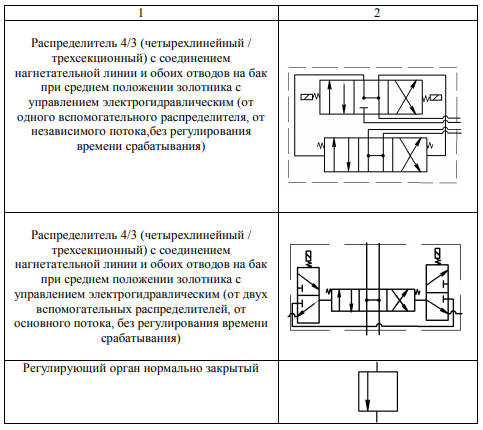 1
2
Распределитель 4/3 (четырехлинейный /
трехсекционный) с соединением
нагнетательной линии и обоих отводов на бак
при среднем положении золотника с
управлением электрогидравлическим (от
одного вспомогательного распределителя, от
независимого потока,без регулирования
времени срабатывания)
Распределитель 4/3 (четырехлинейный /
трехсекционный) с соединением
нагнетательной линии и обоих отводов на бак
при среднем положении золотника с
управлением электрогидравлическим (от двух
вспомогательных распределителей, от
основного потока, без регулирования времени
срабатывания)
Регулирующий орган нормально закрытый